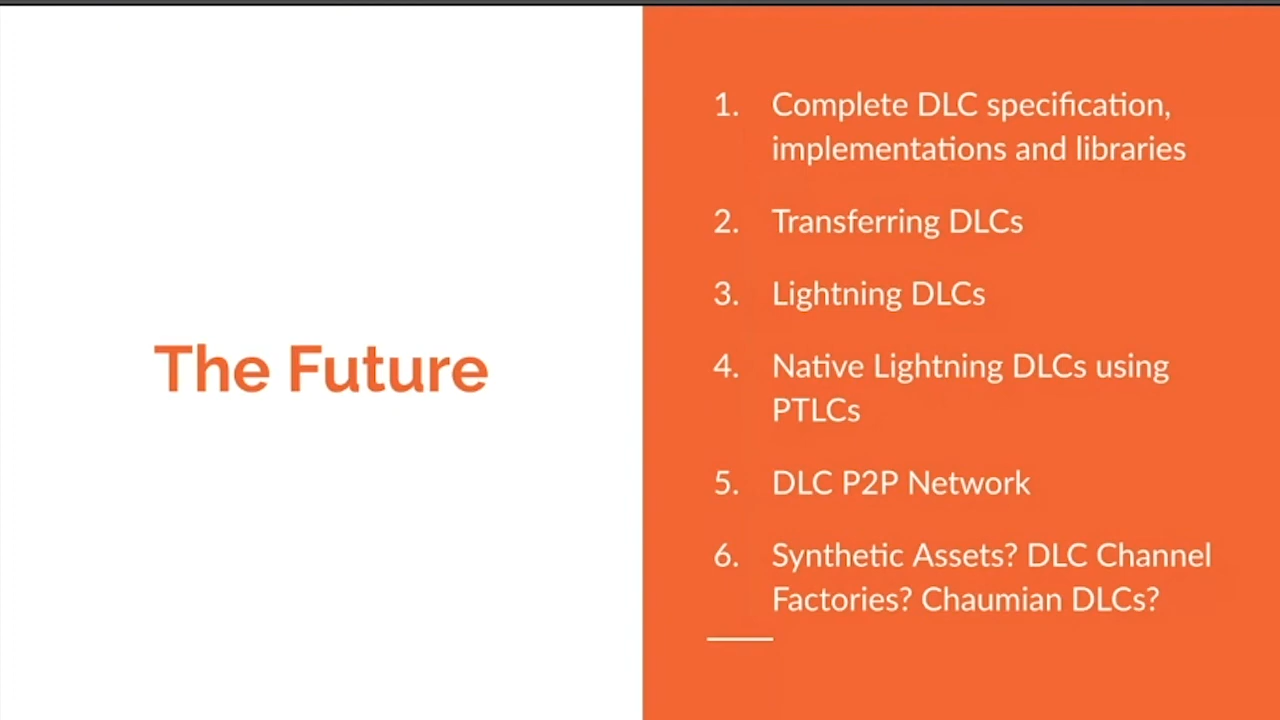 The Future
1. Complete DLC specification,
implementations and libraries
2. Transferring DLCs
3. Lightning DLCs
4. Native Lightning DLCs using
PTLCs
5. DLC P2P Network
6. Synthetic Assets? DLC Channel
Factories? Chaumian DLCs?